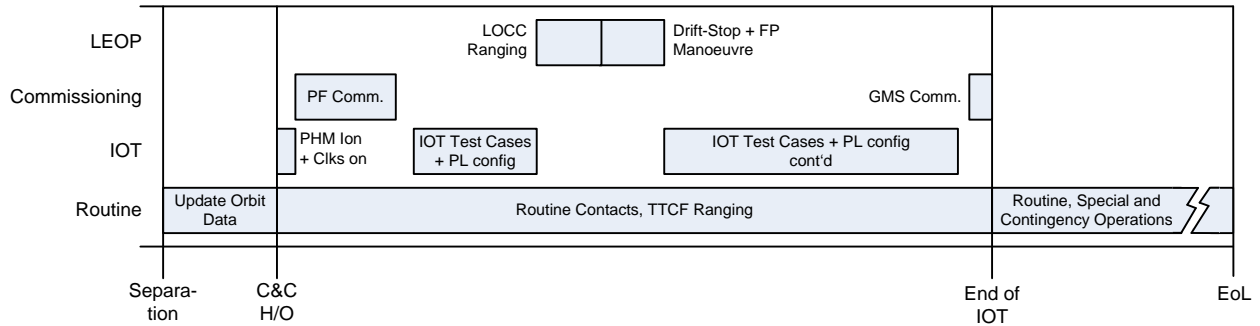 LEOP
LOCC
Ranging
Drift-Stop + FP
Manoeuvre
Commissioning
PF Comm.
GMS Comm.
IOT
PHM Ion
+ Clks on
IOT Test Cases
+ PL config
IOT Test Cases + PL config
cont'd
Routine
Update Orbit
Data
Routine Contacts, TTCF Ranging
Routine, Special and
Contingency Operations
Separa-
tion
C&C
H/O
End of
IOT
EoL